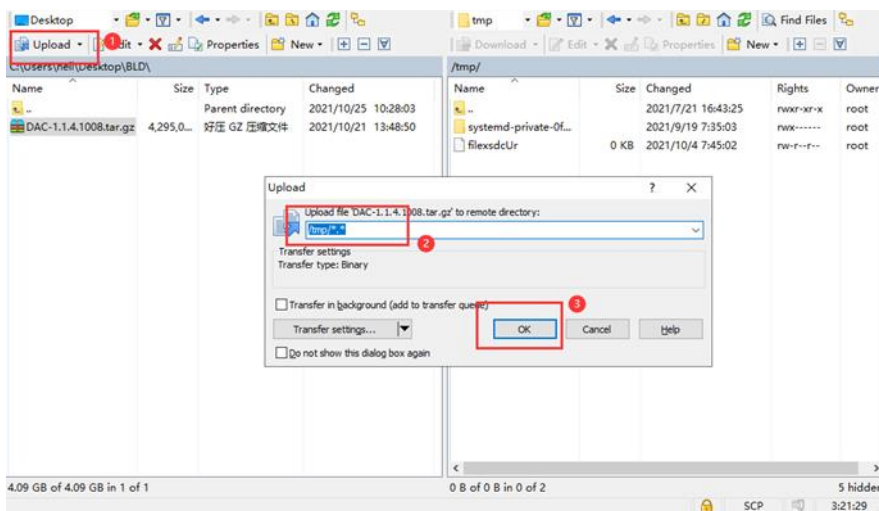 Desktop tmp Find Files
Upload Edit Properties New Download Edit Properties New
1
C:\Users\neil\Desktop\BLD\ /tmp/
Name Size Type Changed Name Size Changed Rights Owner
.. Parent directory 2021/10/25 10:28:03 .. 2021/7/21 16:43:25 rwxr-xr-x root
DAC-1.1.4.1008.tar.gz 4,295,0... 好压 GZ 压缩文件 2021/10/21 13:48:50 systemd-private-0f... 2021/9/19 7:35:03 rwx------ root
filexsdcUr 0 KB 2021/10/4 7:45:02 rw-r--r-- root
Upload ? X
Upload file 'DAC-1.1.4.1008.tar.gz' to remote directory:
/tmp/*.*
2
Transfer settings
Transfer type: Binary
Transfer in background (add to transfer queue)
3
Transfer settings... OK Cancel Help
Do not show this dialog box again
4.09 GB of 4.09 GB in 1 of 1 0 B of 0 B in 0 of 2 5 hidden
SCP 3:21:29